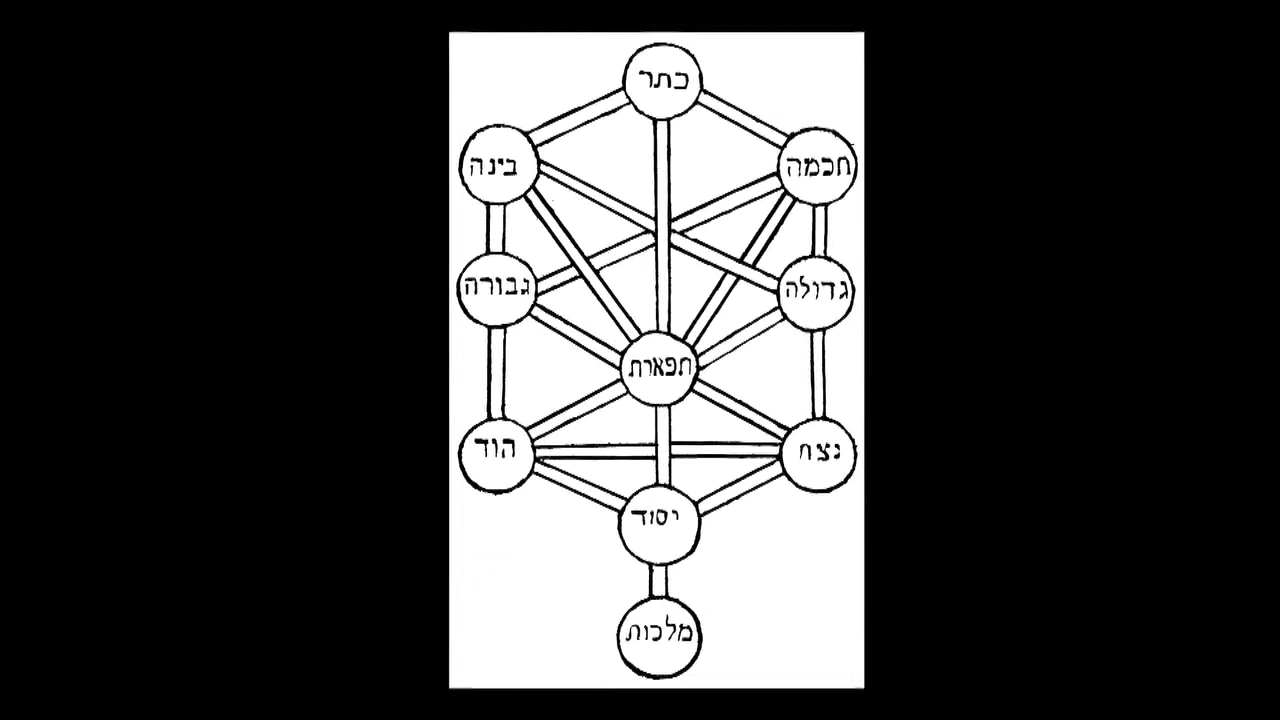 כתר
חכמה
בינה
גדולה
גבורה
תפארת
נצח
הוד
יסוד
מלכות